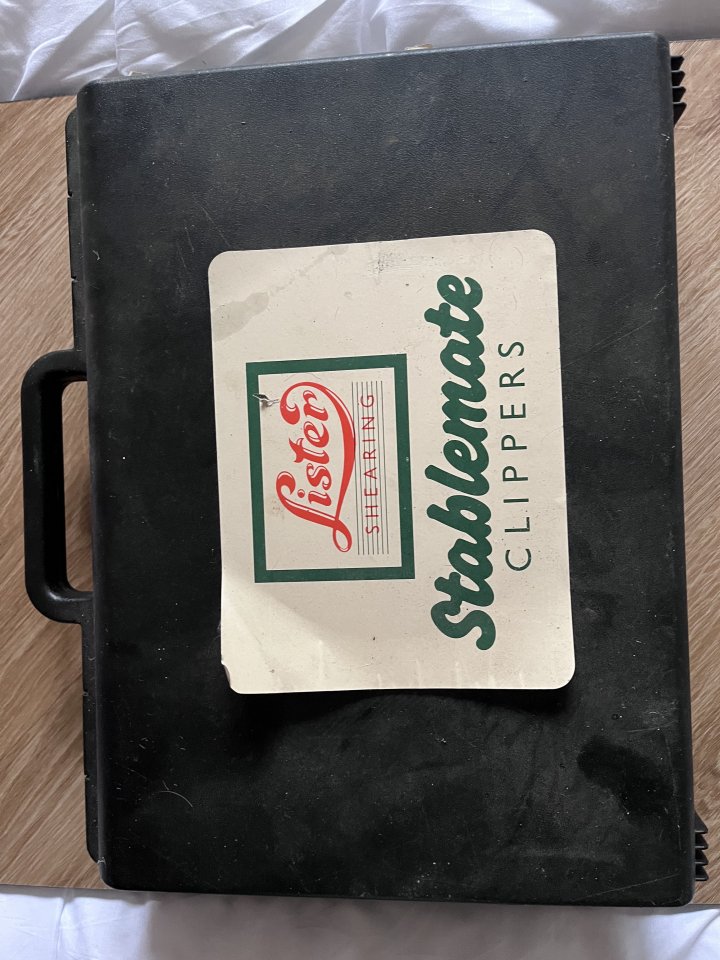 Lister
SHEARING
Stablemate
CLIPPERS